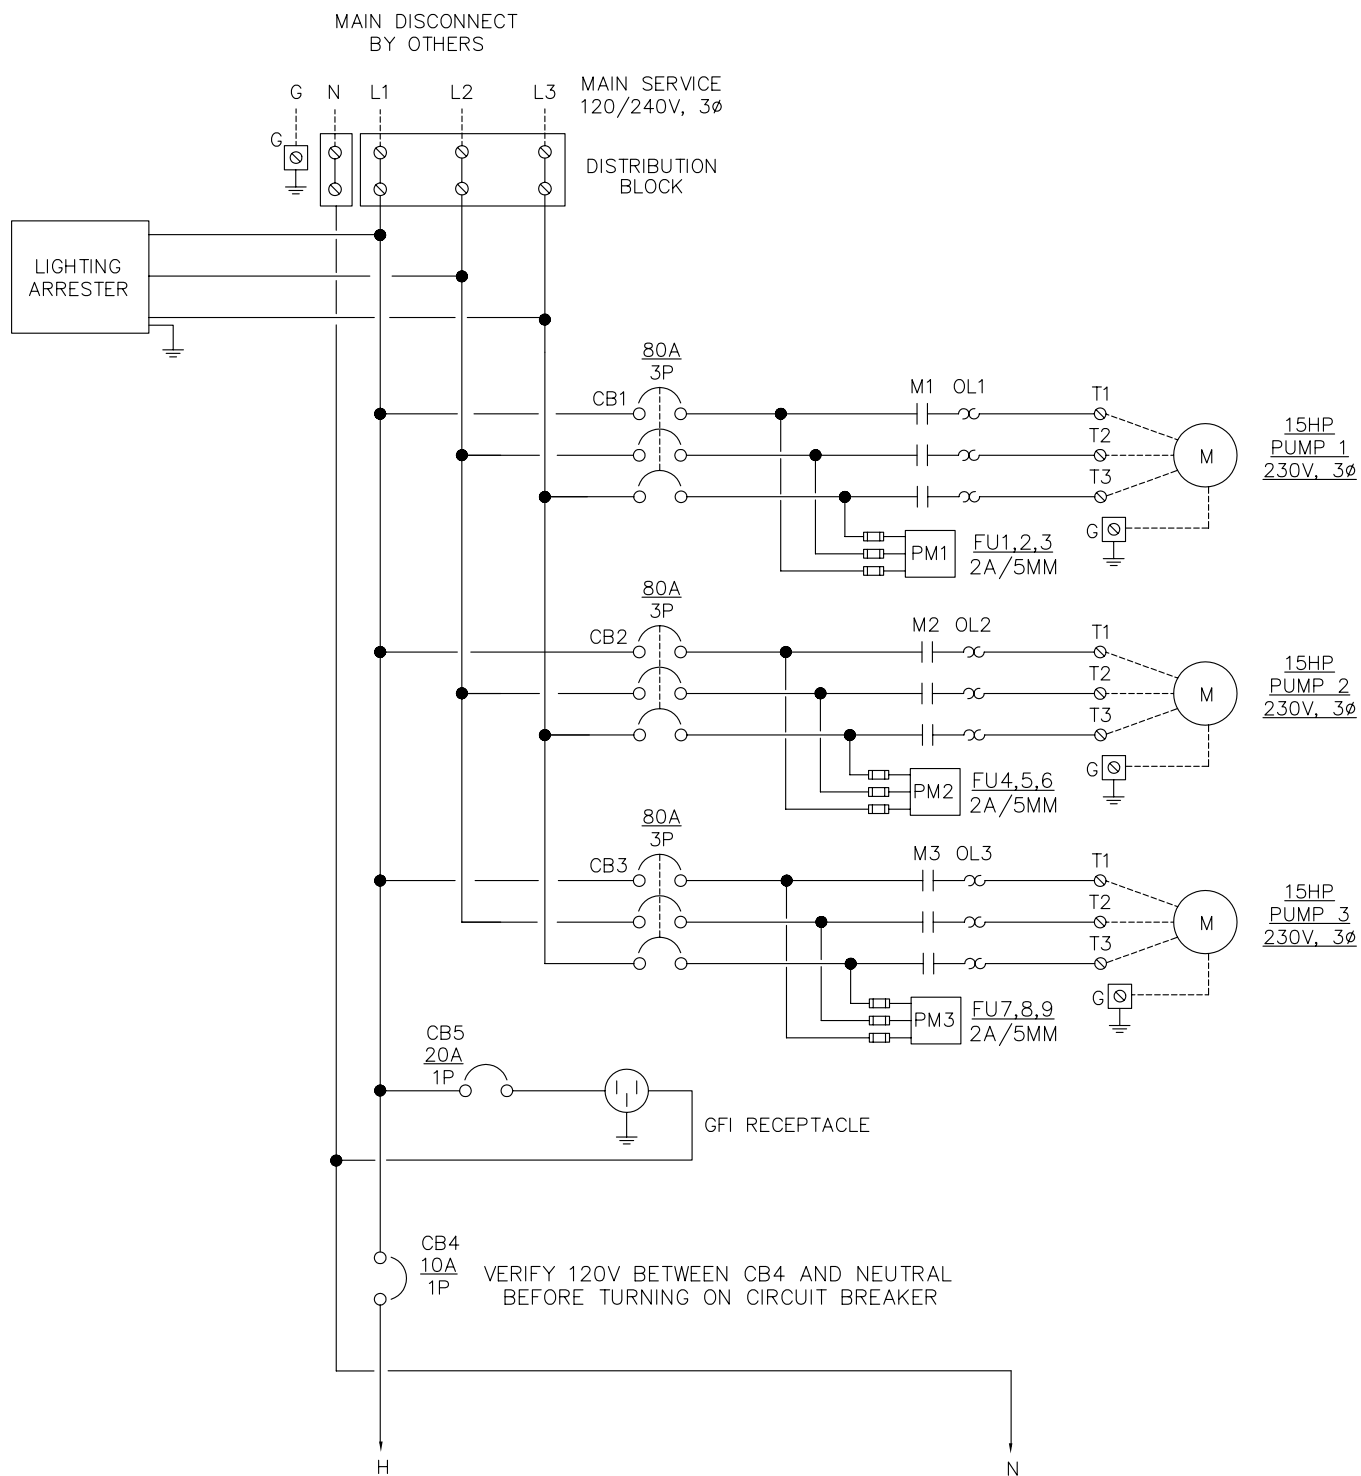 MAIN DISCONNECT
BY OTHERS
G N L1 L2 L3
MAIN SERVICE
120/240V, 3ø
G
DISTRIBUTION
BLOCK
LIGHTING
ARRESTER
80A
3P
CB1
M1 OL1
T1
T2
T3
M
15HP
PUMP 1
230V, 3ø
G
PM1
FU1,2,3
2A/5MM
80A
3P
CB2
M2 OL2
T1
T2
T3
M
15HP
PUMP 2
230V, 3ø
G
PM2
FU4,5,6
2A/5MM
80A
3P
CB3
M3 OL3
T1
T2
T3
M
15HP
PUMP 3
230V, 3ø
G
PM3
FU7,8,9
2A/5MM
CB5
20A
1P
GFI RECEPTACLE
CB4
10A
1P
VERIFY 120V BETWEEN CB4 AND NEUTRAL
BEFORE TURNING ON CIRCUIT BREAKER
H
N